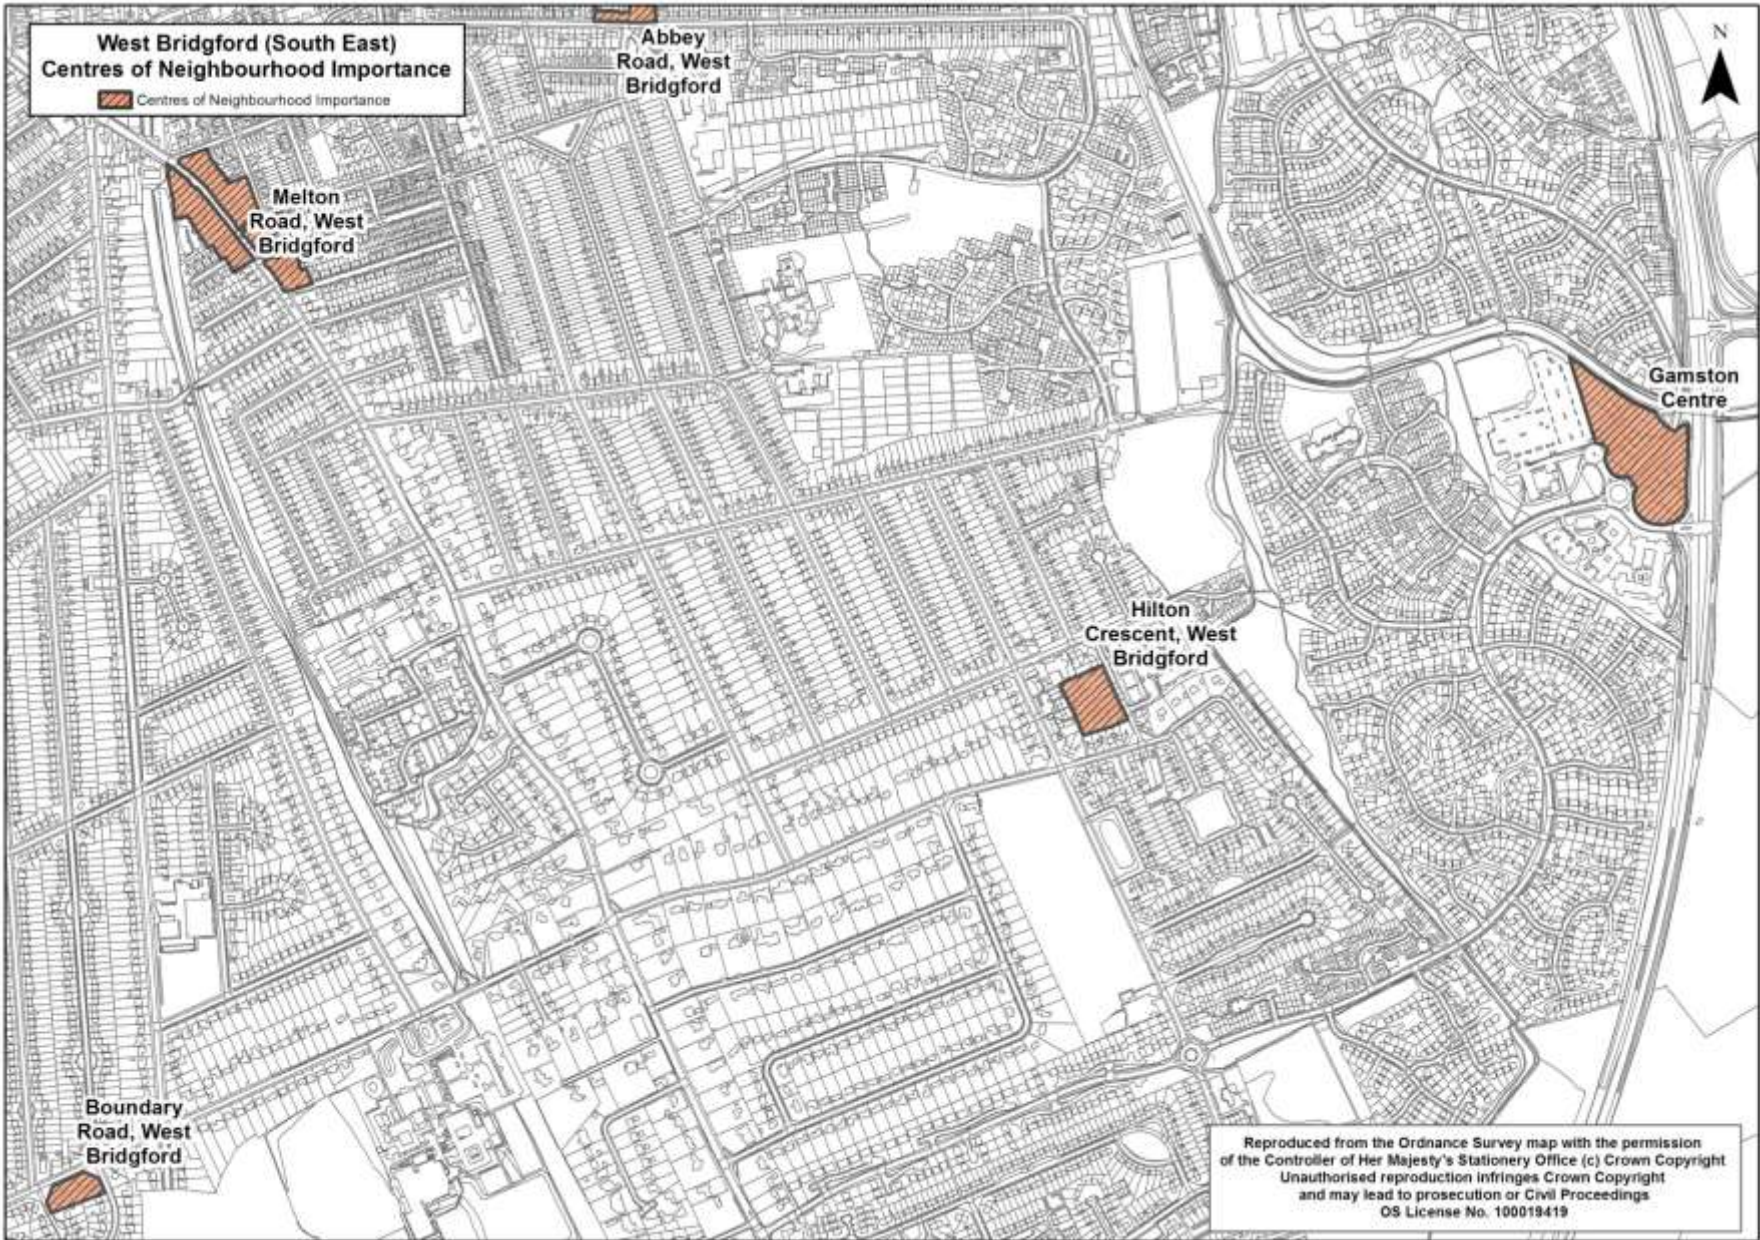 West Bridgford (South East)
Centres of Neighbourhood Importance
Centres of Neighbourhood Importance
Abbey
Road, West
Bridgford
N
Melton
Road, West
Bridgford
Gamston
Centre
Hilton
Crescent, West
Bridgford
Boundary
Road, West
Bridgford
Reproduced from the Ordnance Survey map with the permission
of the Controller of Her Majesty's Stationery Office (c) Crown Copyright
Unauthorised reproduction infringes Crown Copyright
and may lead to prosecution or Civil Proceedings
OS License No. 100019419